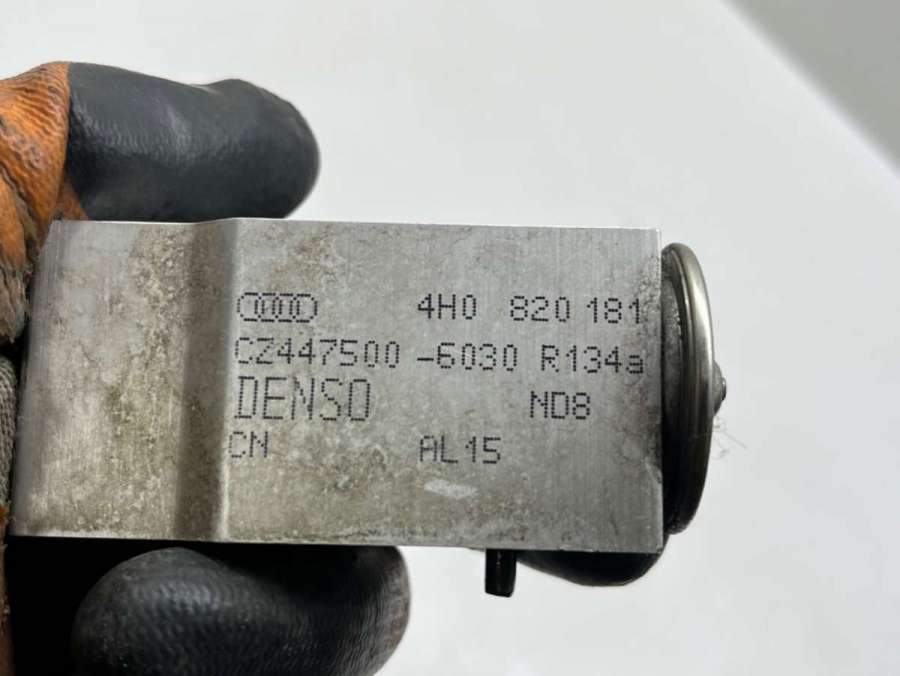 4H0 820 181
CZ447500-6030 R134a
DENSO ND8
CN AL15